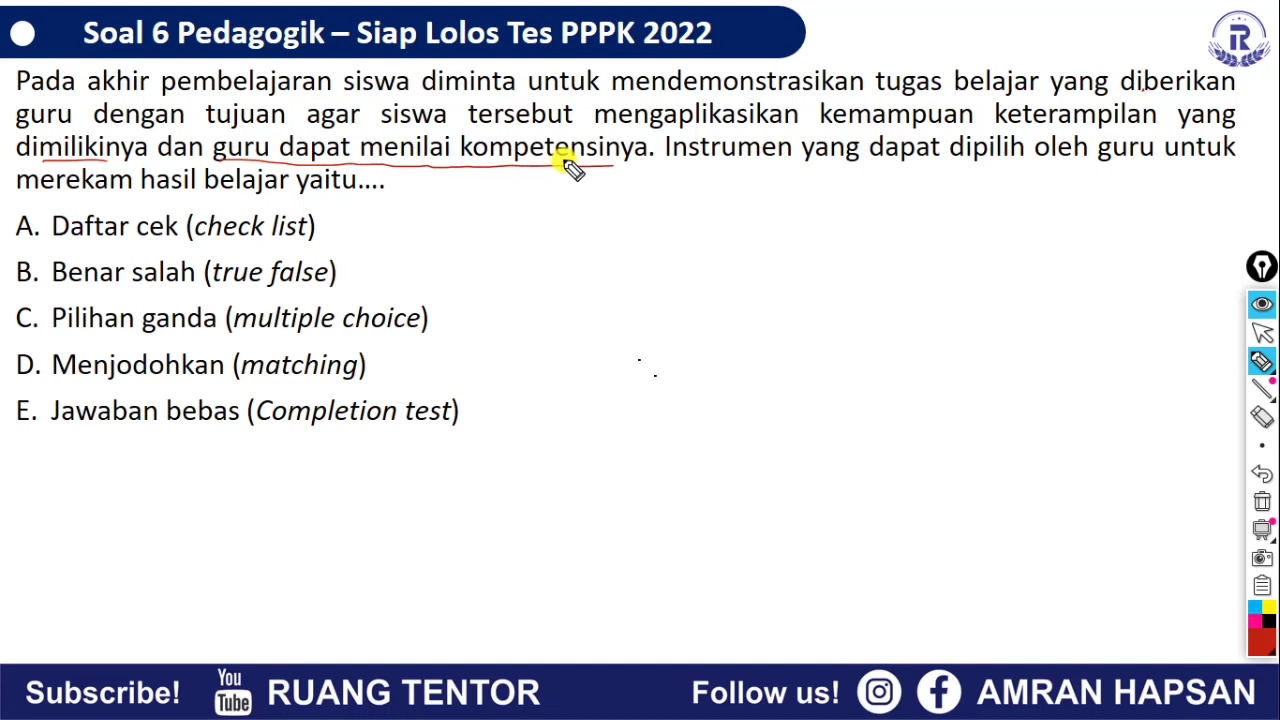 Soal 6 Pedagogik – Siap Lolos Tes PPPK 2022
Pada akhir pembelajaran siswa diminta untuk mendemonstrasikan tugas belajar yang diberikan
guru dengan tujuan agar siswa tersebut mengaplikasikan kemampuan keterampilan yang
dimilikinya dan guru dapat menilai kompetensinya. Instrumen yang dapat dipilih oleh guru untuk
merekam hasil belajar yaitu....
A. Daftar cek (check list)
B. Benar salah (true false)
C. Pilihan ganda (multiple choice)
D. Menjodohkan (matching)
E. Jawaban bebas (Completion test)
Subscribe! You Tube RUANG TENTOR Follow us! AMRAN HAPSAN